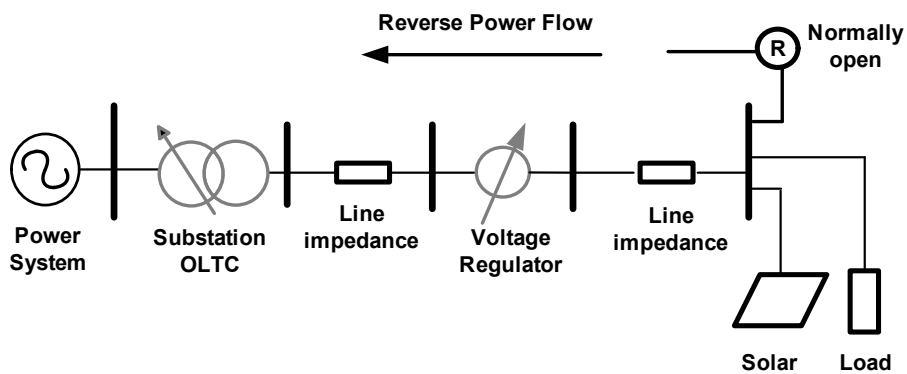 Reverse Power Flow
R
Normally
open
Power
System
Substation
OLTC
Line
impedance
Voltage
Regulator
Line
impedance
Solar
Load